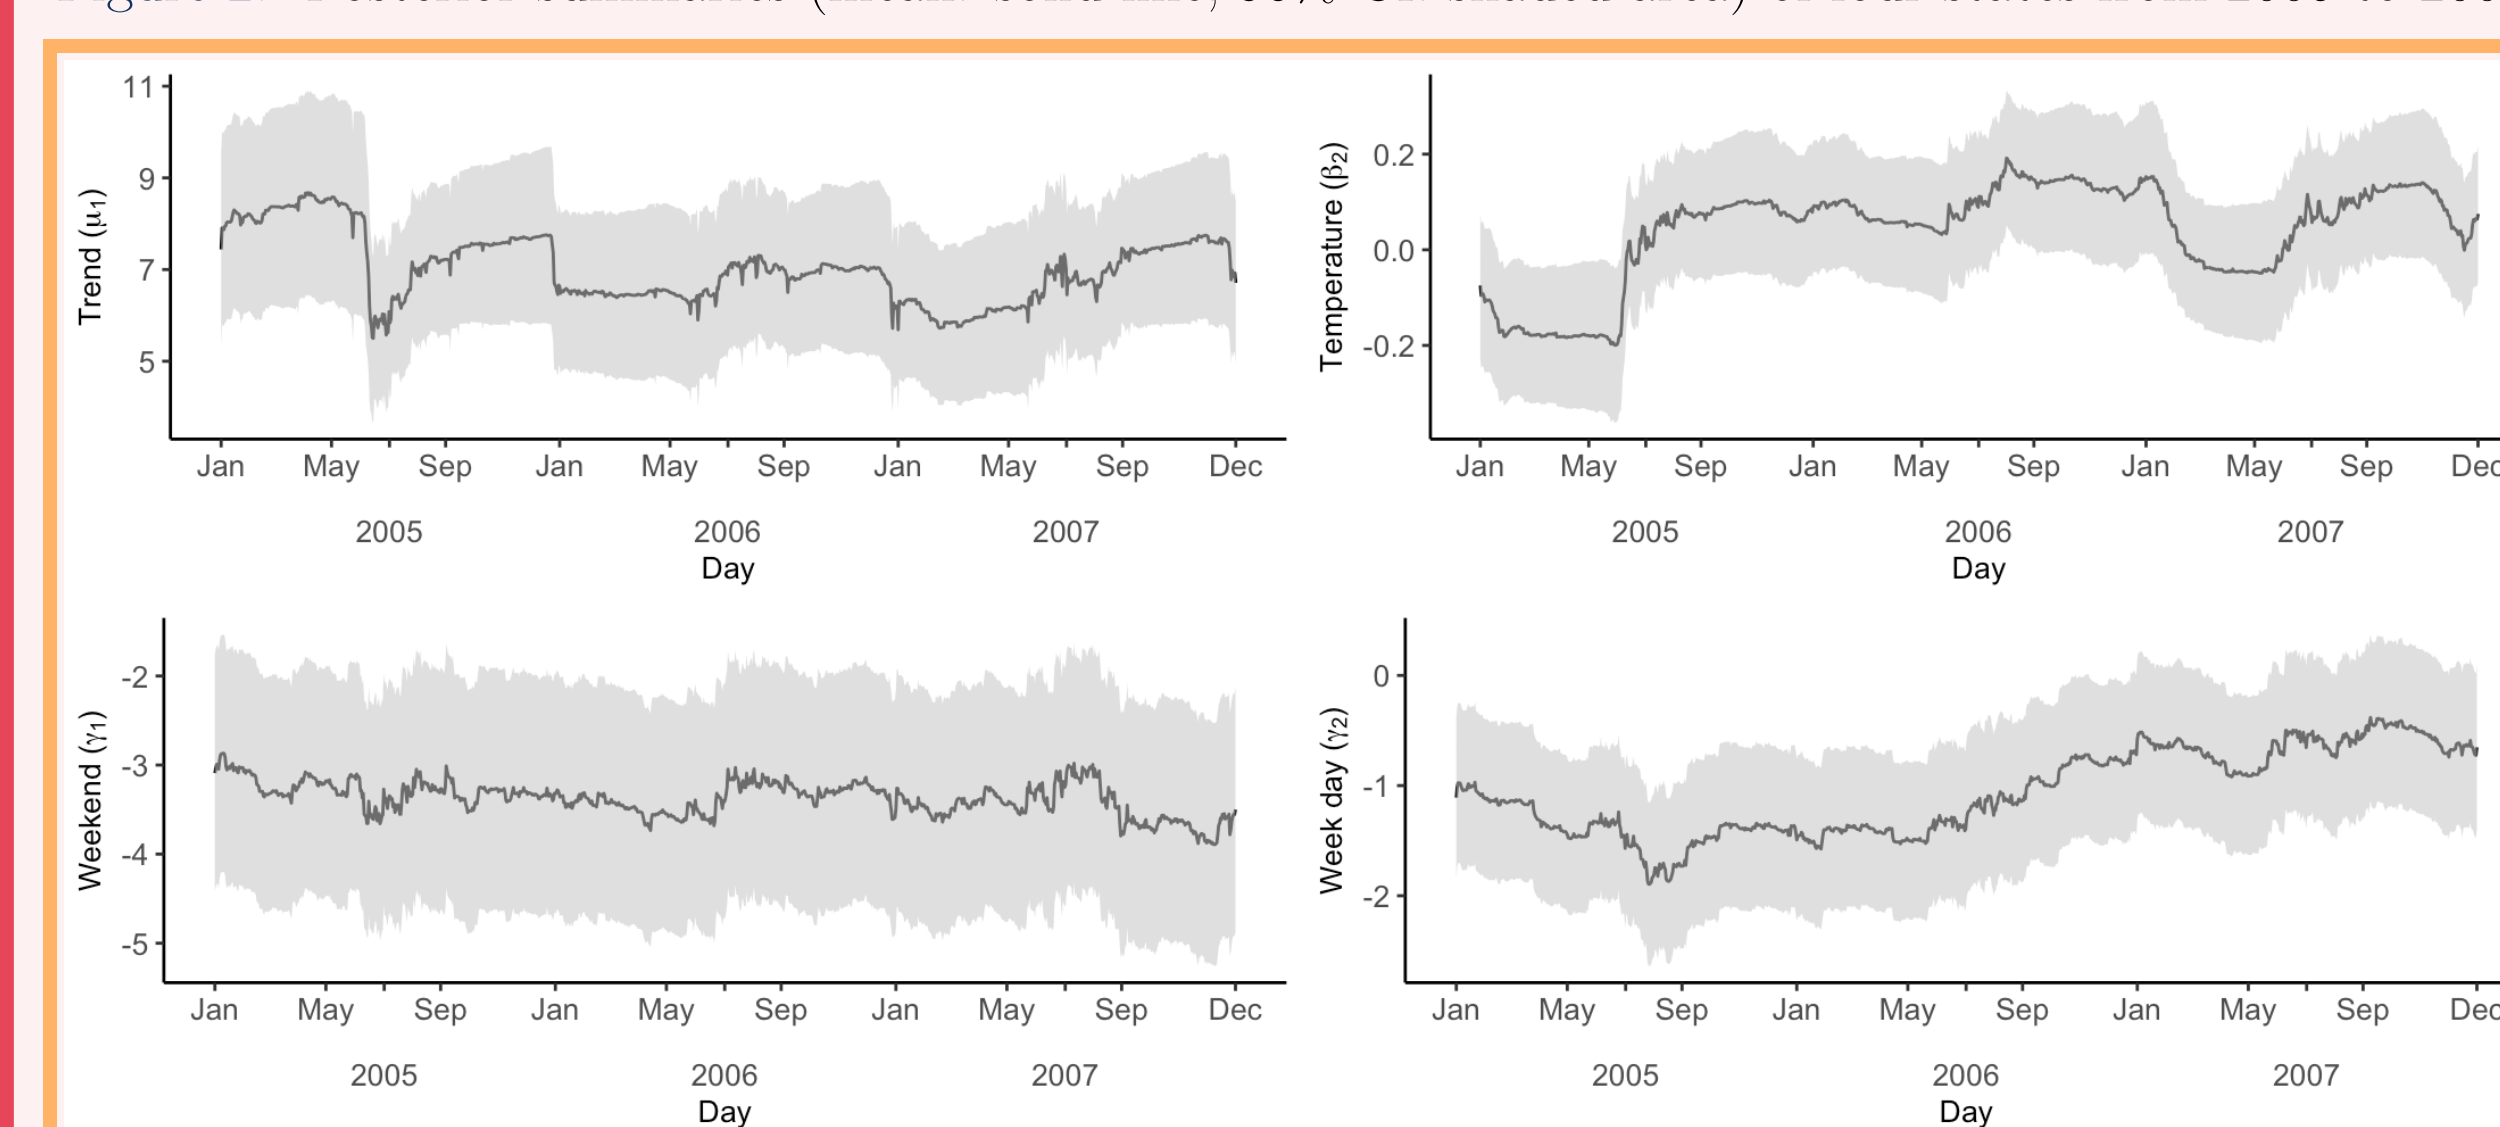 11
9
7
5
Trend (μ1)
Jan May Sep Jan May Sep Jan May Sep Dec
2005 2006 2007
Day
0.2
0.0
-0.2
Temperature (β2)
Jan May Sep Jan May Sep Jan May Sep Dec
2005 2006 2007
Day
-2
-3
-4
-5
Weekend (γ1)
Jan May Sep Jan May Sep Jan May Sep Dec
2005 2006 2007
Day
0
-1
-2
Week day (γ2)
Jan May Sep Jan May Sep Jan May Sep Dec
2005 2006 2007
Day